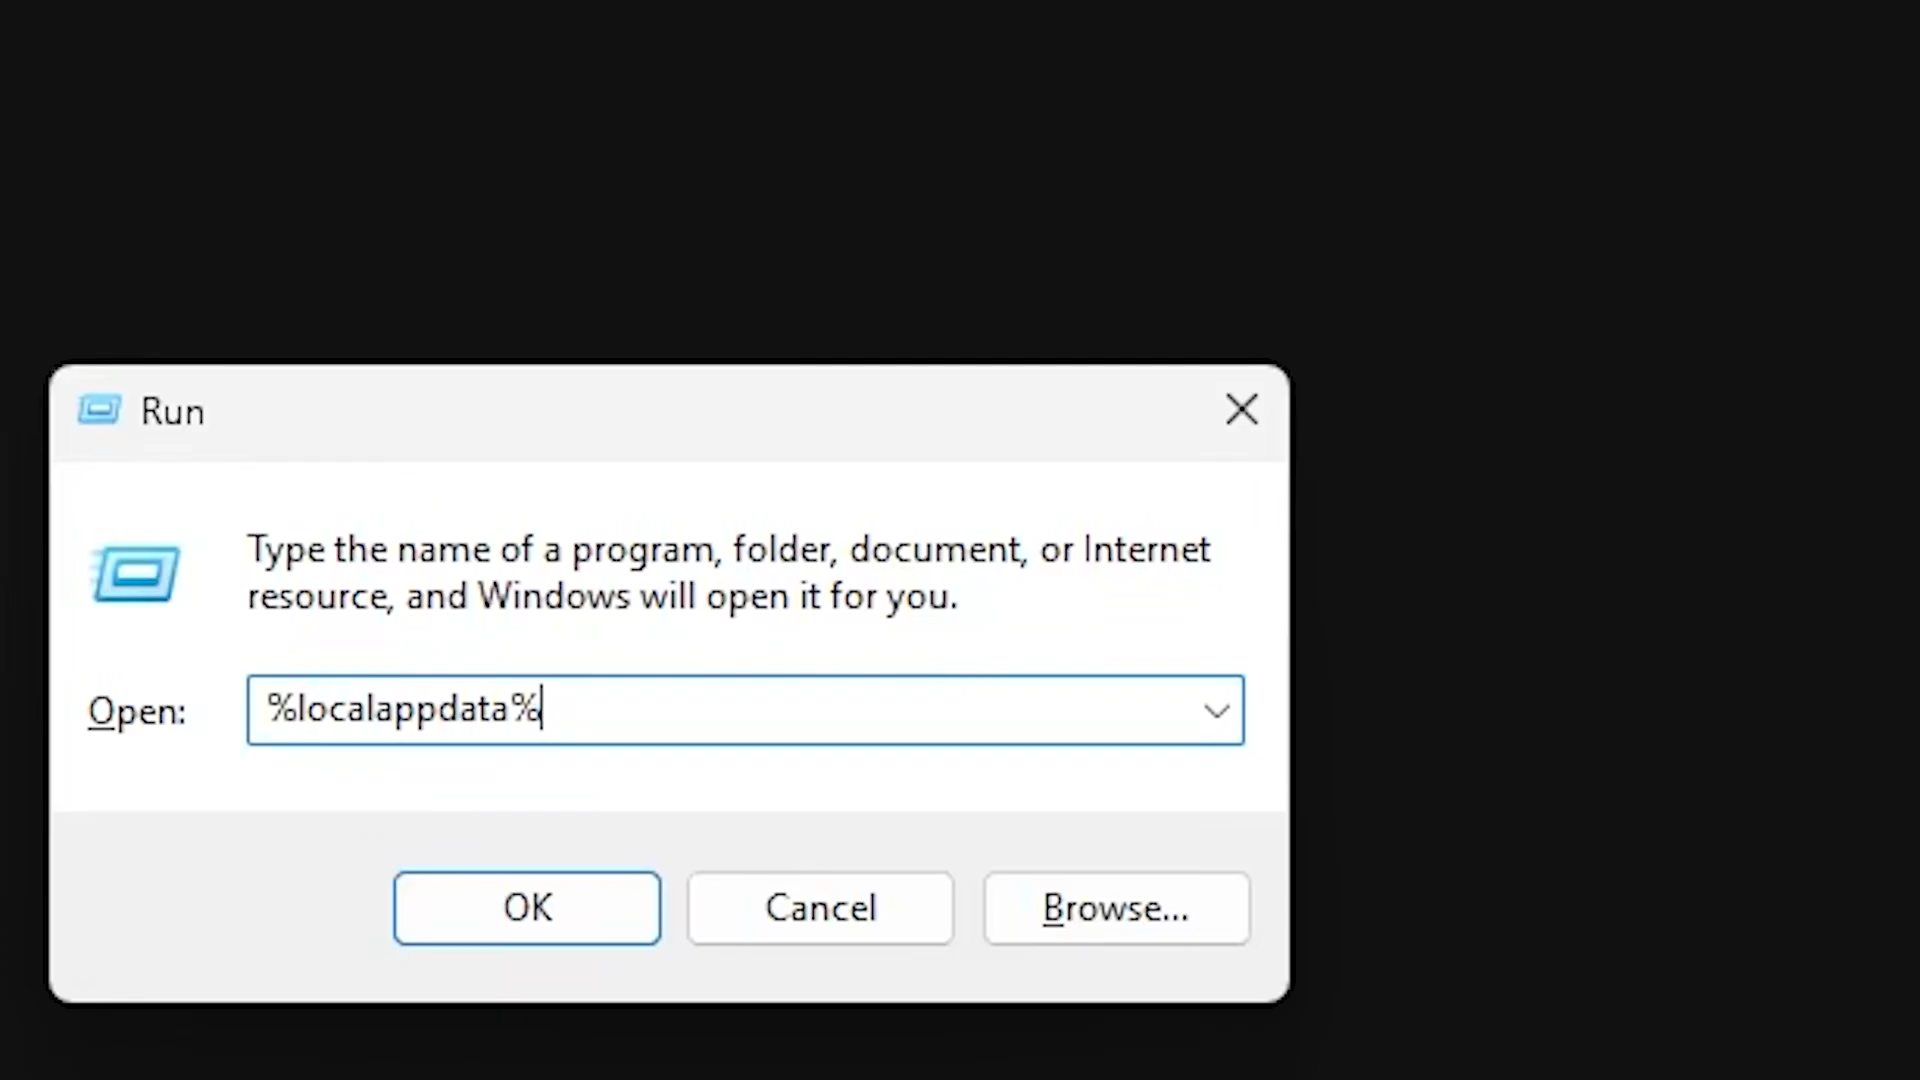 Run
Type the name of a program, folder, document, or Internet
resource, and Windows will open it for you.
Open: %localappdata%
OK Cancel Browse...